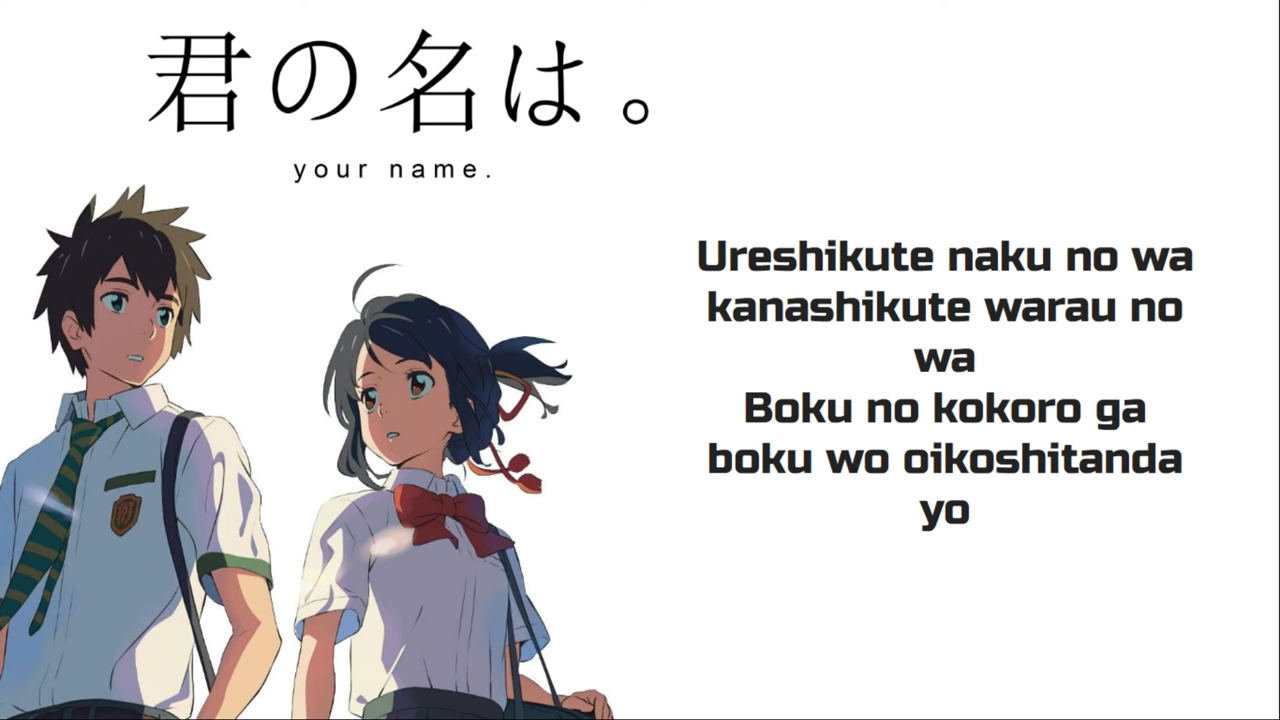 君の名は。
your name.
Ureshikute naku no wa
kanashikute warau no
wa
Boku no kokoro ga
boku wo oikoshitanda
yo